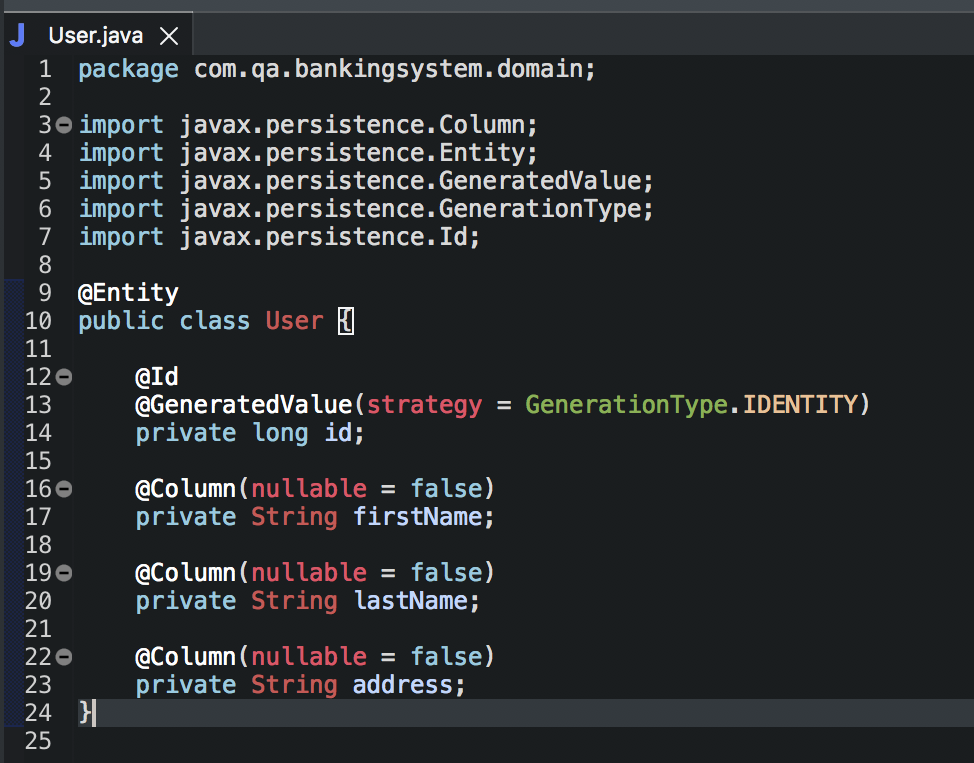 User.java
1 package com.qa.bankingsystem.domain;
2
3 import javax.persistence.Column;
4 import javax.persistence.Entity;
5 import javax.persistence.GeneratedValue;
6 import javax.persistence.GenerationType;
7 import javax.persistence.Id;
8
9 @Entity
10 public class User {
11
12     @Id
13     @GeneratedValue(strategy = GenerationType.IDENTITY)
14     private long id;
15
16     @Column(nullable = false)
17     private String firstName;
18
19     @Column(nullable = false)
20     private String lastName;
21
22     @Column(nullable = false)
23     private String address;
24 }
25